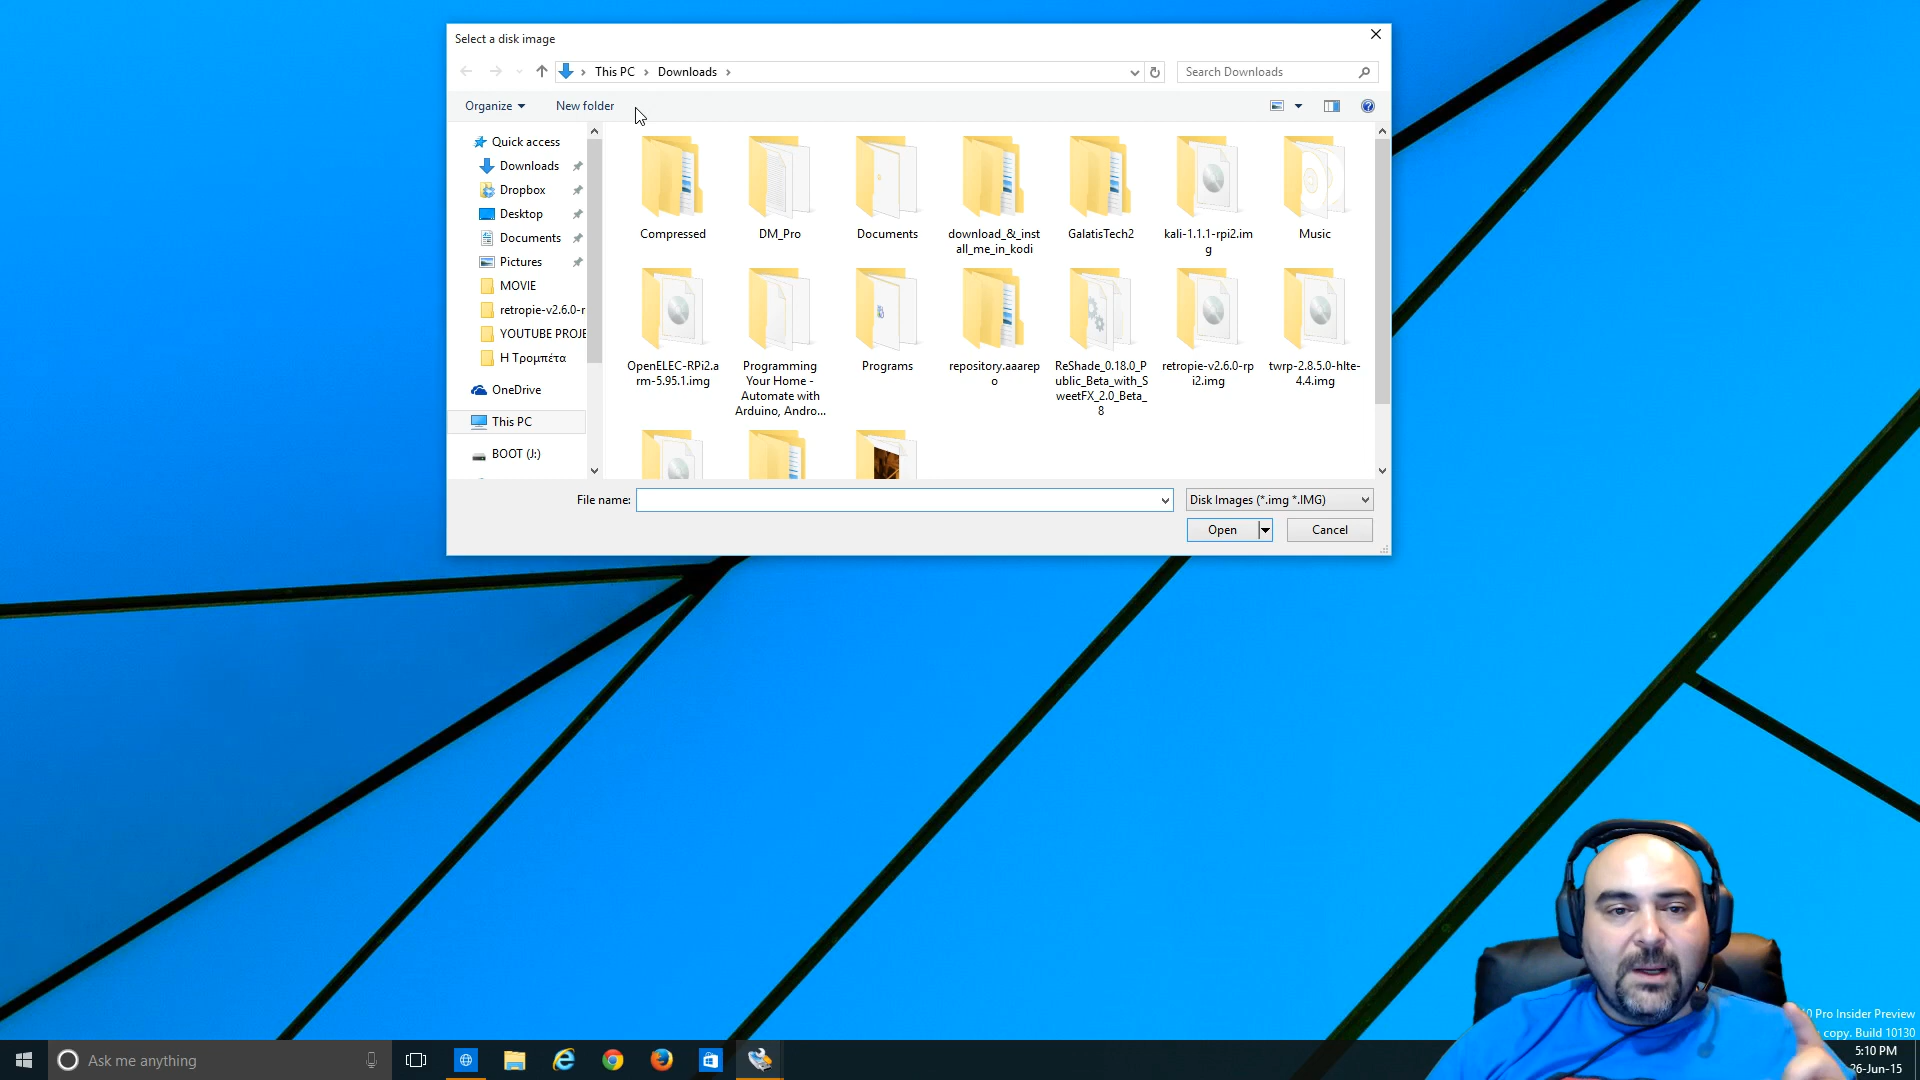 Select a disk image
This PC
Downloads
Search Downloads
Organize
New folder
Quick access
Downloads
Dropbox
Desktop
Documents
Pictures
MOVIE
retropie-v2.6.0-r
YOUTUBE PROJE
Η Τρομπέτα
OneDrive
This PC
BOOT (J:)
Compressed
DM_Pro
Documents
download_&_inst
all_me_in_kodi
GalatisTech2
kali-1.1.1-rpi2.im
g
Music
OpenELEC-RPi2.a
rm-5.95.1.img
Programming
Your Home -
Automate with
Arduino, Andro...
Programs
repository.aaarep
o
ReShade_0.18.0_P
ublic_Beta_with_S
weetFX_2.0_Beta_
8
retropie-v2.6.0-rp
i2.img
twrp-2.8.5.0-hlte-
4.4.img
File name:
Disk Images (*.img *.IMG)
Open
Cancel
0 Pro Insider Preview
copy. Build 10130
Ask me anything
5:10 PM
26-Jun-15